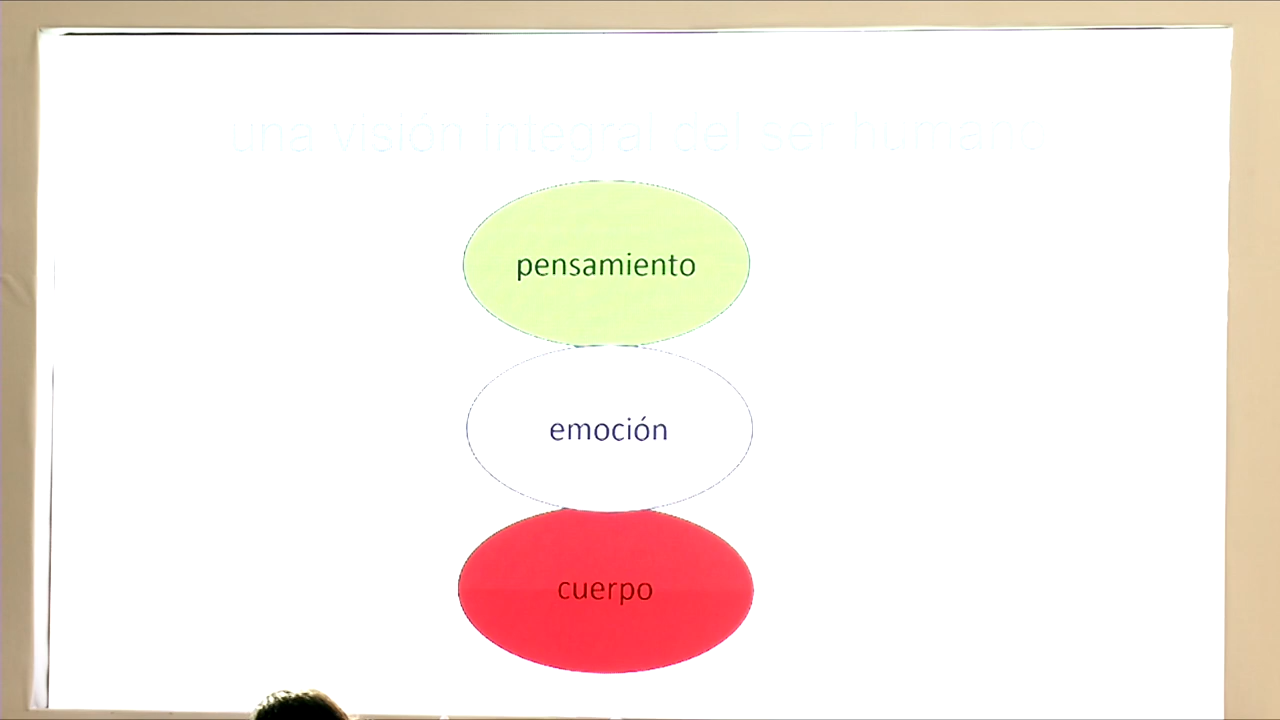 una visión integral del ser humano
pensamiento
emoción
cuerpo